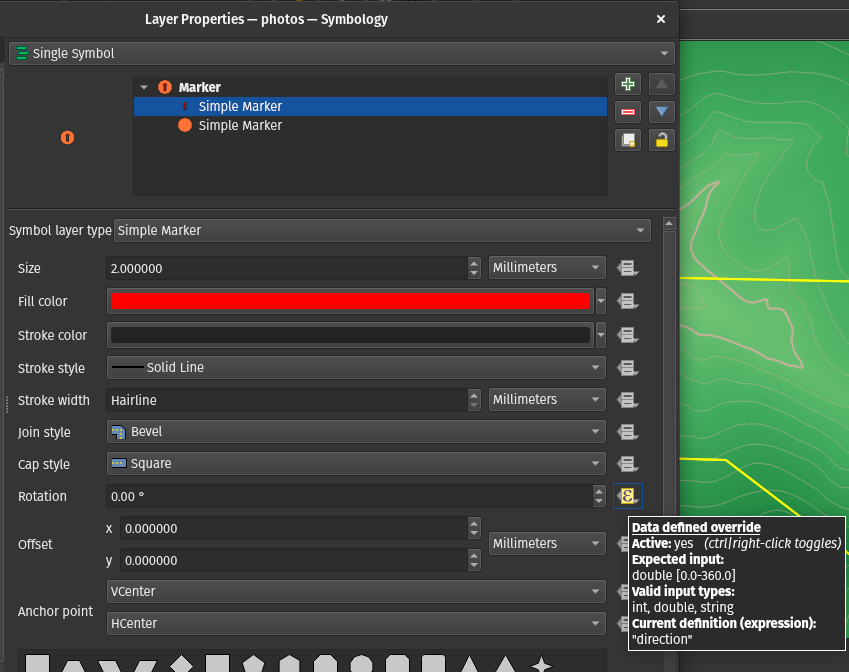 Layer Properties — photos — Symbology
Single Symbol
Marker
Simple Marker
Simple Marker
Symbol layer type Simple Marker
Size 2.000000 Millimeters
Fill color
Stroke color
Stroke style Solid Line
Stroke width Hairline Millimeters
Join style Bevel
Cap style Square
Rotation 0.00 °
Offset x 0.000000 Millimeters
y 0.000000
Anchor point VCenter
HCenter
Data defined override
Active: yes (ctrl|right-click toggles)
Expected input:
double [0.0-360.0]
Valid input types:
int, double, string
Current definition (expression):
"direction"